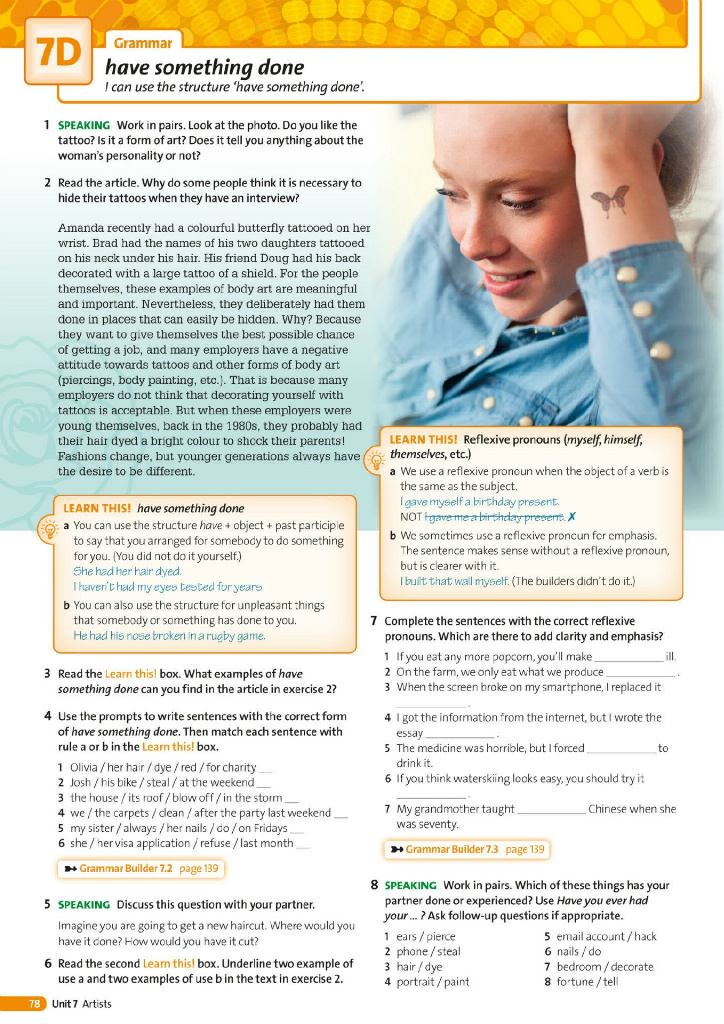 7D
Grammar
have something done
I can use the structure 'have something done'.
1 SPEAKING Work in pairs. Look at the photo. Do you like the
tattoo? Is it a form of art? Does it tell you anything about the
woman's personality or not?
2 Read the article. Why do some people think it is necessary to
hide their tattoos when they have an interview?
Amanda recently had a colourful butterfly tattooed on her
wrist. Brad had the names of his two daughters tattooed
on his neck under his hair. His friend Doug had his back
decorated with a large tattoo of a shield. For the people
themselves, these examples of body art are meaningful
and important. Nevertheless, they deliberately had them
done in places that can easily be hidden. Why? Because
they want to give themselves the best possible chance
of getting a job, and many employers have a negative
attitude towards tattoos and other forms of body art
(piercings, body painting, etc.). That is because many
employers do not think that decorating yourself with
tattoos is acceptable. But when these employers were
young themselves, back in the 1980s, they probably had
their hair dyed a bright colour to shock their parents!
Fashions change, but younger generations always have
the desire to be different.
LEARN THIS! have something done
a You can use the structure have + object + past participle
to say that you arranged for somebody to do something
for you. (You did not do it yourself.)
She had her hair dyed.
I haven't had my eyes tested for years
b You can also use the structure for unpleasant things
that somebody or something has done to you.
He had his nose broken in a rugby game.
3 Read the Learn this! box. What examples of have
something done can you find in the article in exercise 2?
4 Use the prompts to write sentences with the correct form
of have something done. Then match each sentence with
rule a or b in the Learn this! box.
1 Olivia / her hair / dye / red / for charity __
2 Josh / his bike / steal / at the weekend __
3 the house / its roof / blow off / in the storm __
4 we / the carpets / clean / after the party last weekend __
5 my sister / always / her nails / do / on Fridays __
6 she / her visa application / refuse / last month __
Grammar Builder 7.2 page 139
5 SPEAKING Discuss this question with your partner.
Imagine you are going to get a new haircut. Where would you
have it done? How would you have it cut?
6 Read the second Learn this! box. Underline two example of
use a and two examples of use b in the text in exercise 2.
LEARN THIS! Reflexive pronouns (myself, himself,
themselves, etc.)
a We use a reflexive pronoun when the object of a verb is
the same as the subject.
I gave myself a birthday present.
NOT I gave me a birthday present. ✗
b We sometimes use a reflexive pronoun for emphasis.
The sentence makes sense without a reflexive pronoun,
but is clearer with it.
I built that wall myself. (The builders didn't do it.)
7 Complete the sentences with the correct reflexive
pronouns. Which are there to add clarity and emphasis?
1 If you eat any more popcorn, you'll make __________ ill.
2 On the farm, we only eat what we produce __________ .
3 When the screen broke on my smartphone, I replaced it
__________ .
4 I got the information from the internet, but I wrote the
essay __________ .
5 The medicine was horrible, but I forced __________ to
drink it.
6 If you think waterskiing looks easy, you should try it
__________ .
7 My grandmother taught __________ Chinese when she
was seventy.
Grammar Builder 7.3 page 139
8 SPEAKING Work in pairs. Which of these things has your
partner done or experienced? Use Have you ever had
your ... ? Ask follow-up questions if appropriate.
1 ears / pierce
2 phone / steal
3 hair / dye
4 portrait / paint
5 email account / hack
6 nails / do
7 bedroom / decorate
8 fortune / tell
78 Unit 7 Artists